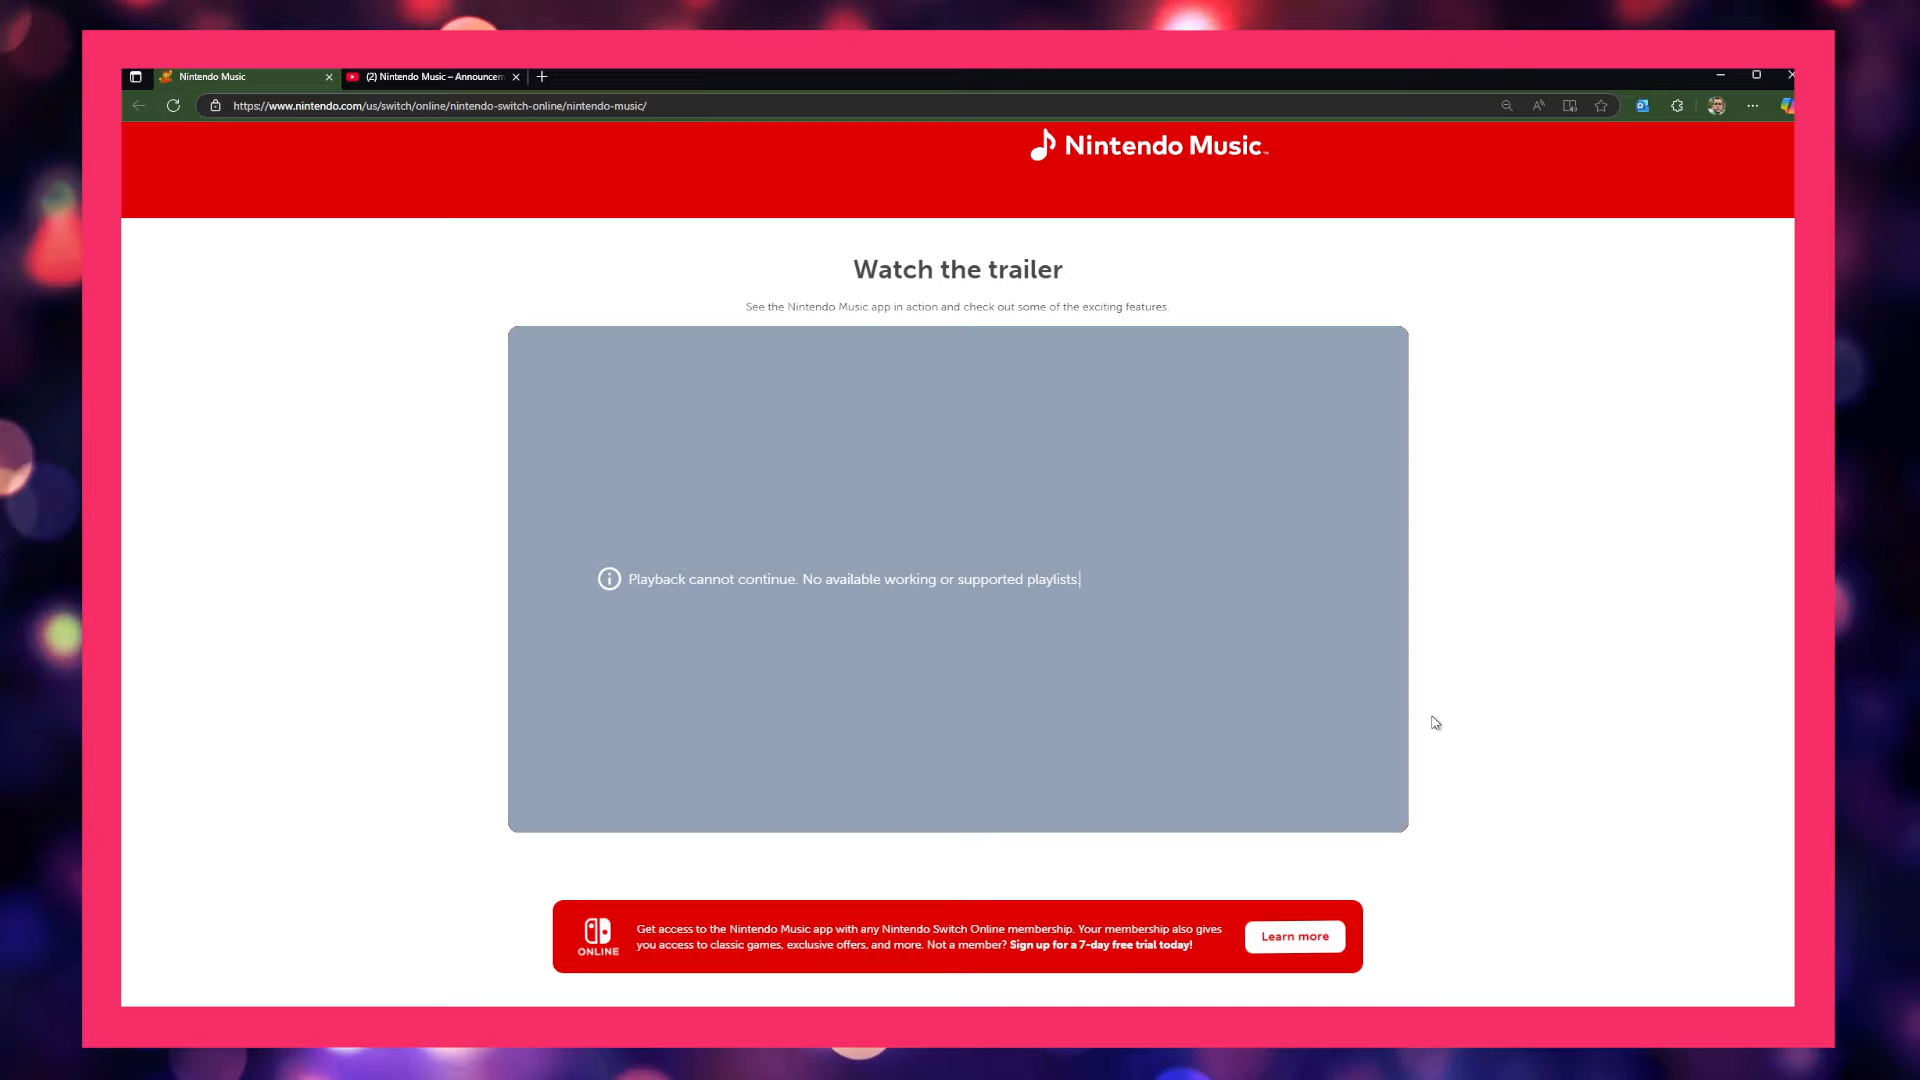 Nintendo Music
(2) Nintendo Music – Announcem
https://www.nintendo.com/us/switch/online/nintendo-switch-online/nintendo-music/
Nintendo Music™
Watch the trailer
See the Nintendo Music app in action and check out some of the exciting features.
Playback cannot continue. No available working or supported playlists.
Get access to the Nintendo Music app with any Nintendo Switch Online membership. Your membership also gives
you access to classic games, exclusive offers, and more. Not a member? Sign up for a 7-day free trial today!
ONLINE
Learn more